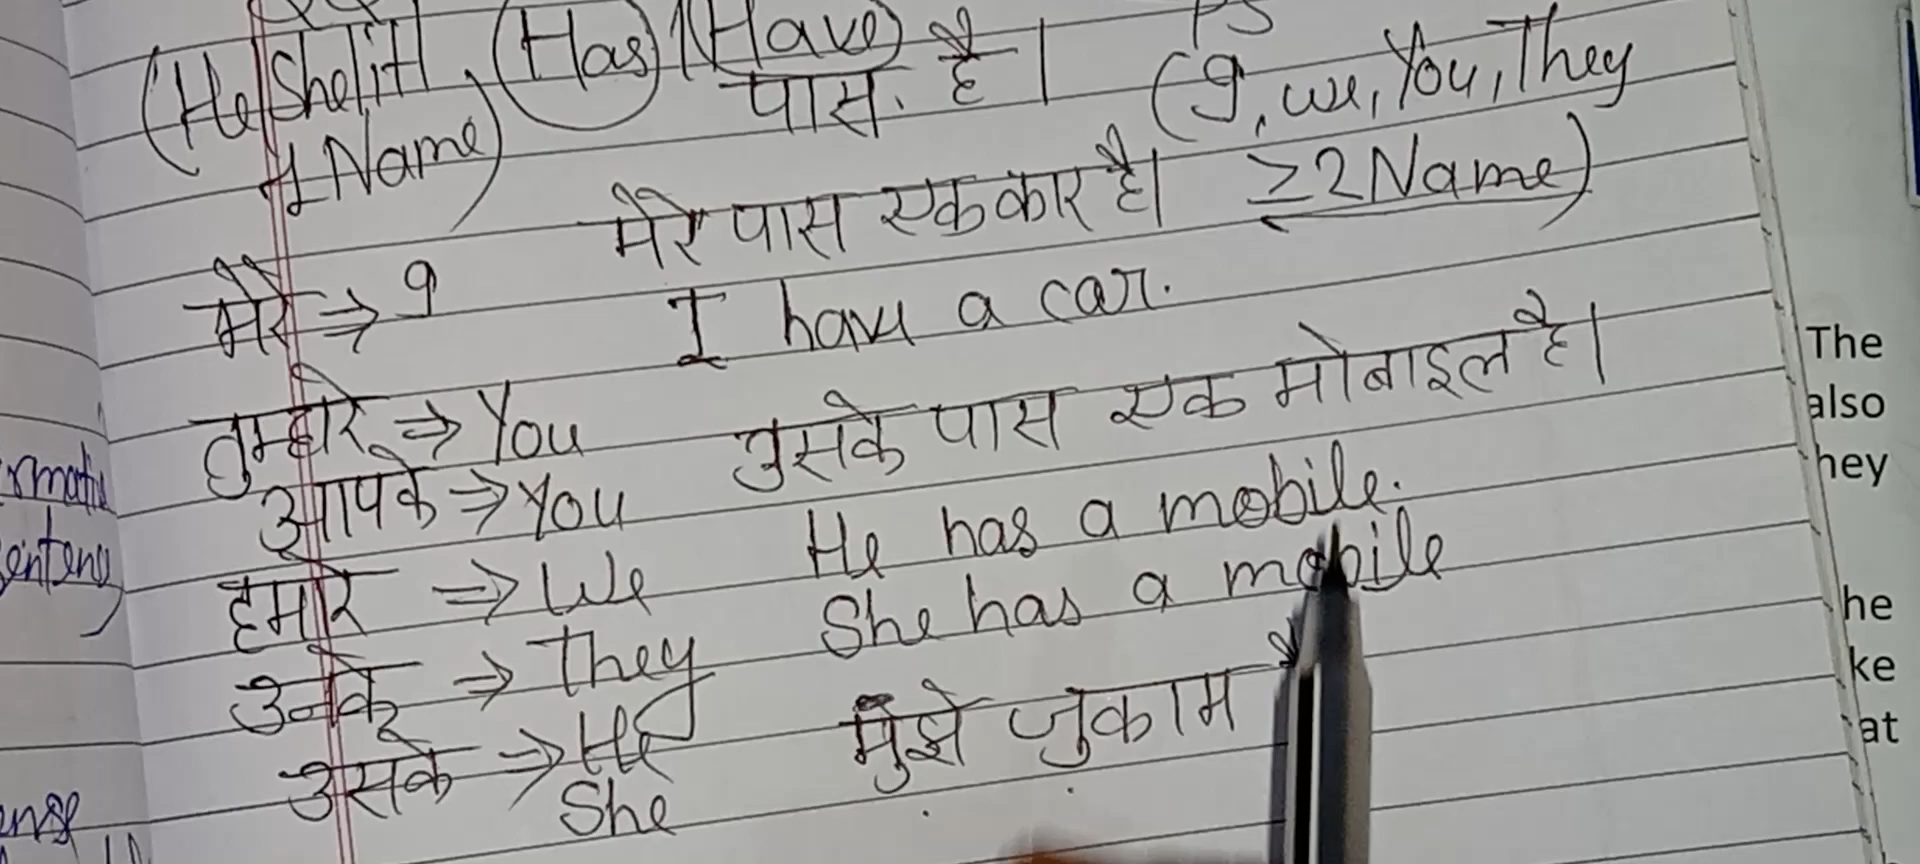 (He/She/it/ (Has)/(Have) PS
1 Name) पास. है। (I, we, You, They
≥2 Name)
मेरे पास एक कार है।
मेरे ⇒ I I have a car.
तुम्हारे ⇒ You उसके पास एक मोबाइल है।
आपके ⇒ You He has a mobile.
हमारे ⇒ We She has a mobile
उनके ⇒ They
उसके ⇒ He मुझे जुकाम
She
The
also
hey
he
ke
at